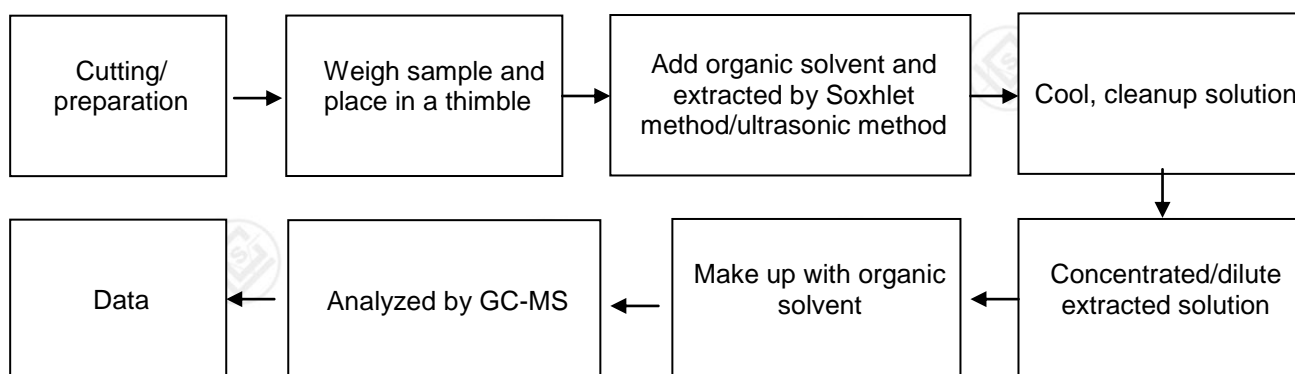 Cutting/
preparation
Weigh sample and
place in a thimble
Add organic solvent and
extracted by Soxhlet
method/ultrasonic method
Cool, cleanup solution
Concentrated/dilute
extracted solution
Make up with organic
solvent
Analyzed by GC-MS
Data